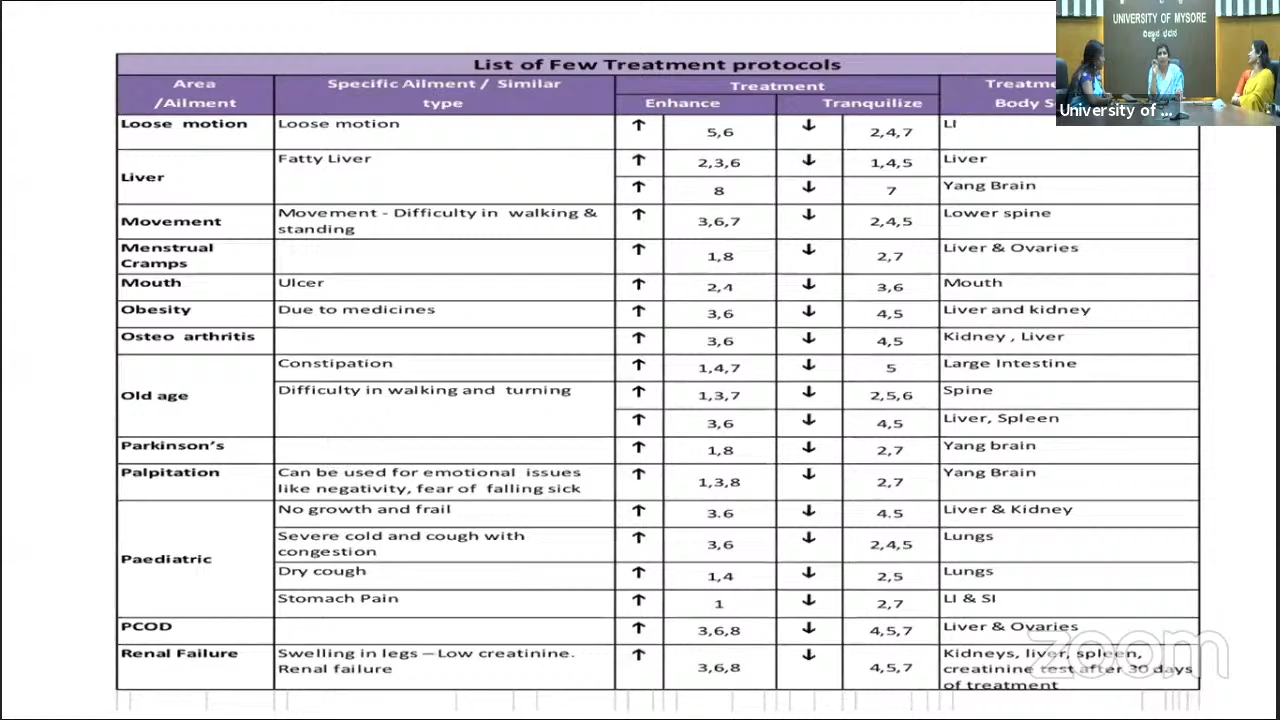 List of Few Treatment protocols
Area /Ailment | Specific Ailment / Similar type | Treatment | Body
Enhance | Tranquilize
Loose motion | Loose motion | ↑ | 5,6 | ↓ | 2,4,7 | LI
Liver | Fatty Liver | ↑ | 2,3,6 | ↓ | 1,4,5 | Liver
↑ | 8 | ↓ | 7 | Yang Brain
Movement | Movement - Difficulty in walking & standing | ↑ | 3,6,7 | ↓ | 2,4,5 | Lower spine
Menstrual Cramps | ↑ | 1,8 | ↓ | 2,7 | Liver & Ovaries
Mouth | Ulcer | ↑ | 2,4 | ↓ | 3,6 | Mouth
Obesity | Due to medicines | ↑ | 3,6 | ↓ | 4,5 | Liver and kidney
Osteo arthritis | ↑ | 3,6 | ↓ | 4,5 | Kidney , Liver
Old age | Constipation | ↑ | 1,4,7 | ↓ | 5 | Large Intestine
Difficulty in walking and turning | ↑ | 1,3,7 | ↓ | 2,5,6 | Spine
↑ | 3,6 | ↓ | 4,5 | Liver, Spleen
Parkinson's | ↑ | 1,8 | ↓ | 2,7 | Yang brain
Palpitation | Can be used for emotional issues like negativity, fear of falling sick | ↑ | 1,3,8 | ↓ | 2,7 | Yang Brain
Paediatric | No growth and frail | ↑ | 3.6 | ↓ | 4.5 | Liver & Kidney
Severe cold and cough with congestion | ↑ | 3,6 | ↓ | 2,4,5 | Lungs
Dry cough | ↑ | 1,4 | ↓ | 2,5 | Lungs
Stomach Pain | ↑ | 1 | ↓ | 2,7 | LI & SI
PCOD | ↑ | 3,6,8 | ↓ | 4,5,7 | Liver & Ovaries
Renal Failure | Swelling in legs – Low creatinine. Renal failure | ↑ | 3,6,8 | ↓ | 4,5,7 | Kidneys, liver, spleen, creatinine test after 30 days of treatment
UNIVERSITY OF MYSORE
University of ...
zoom